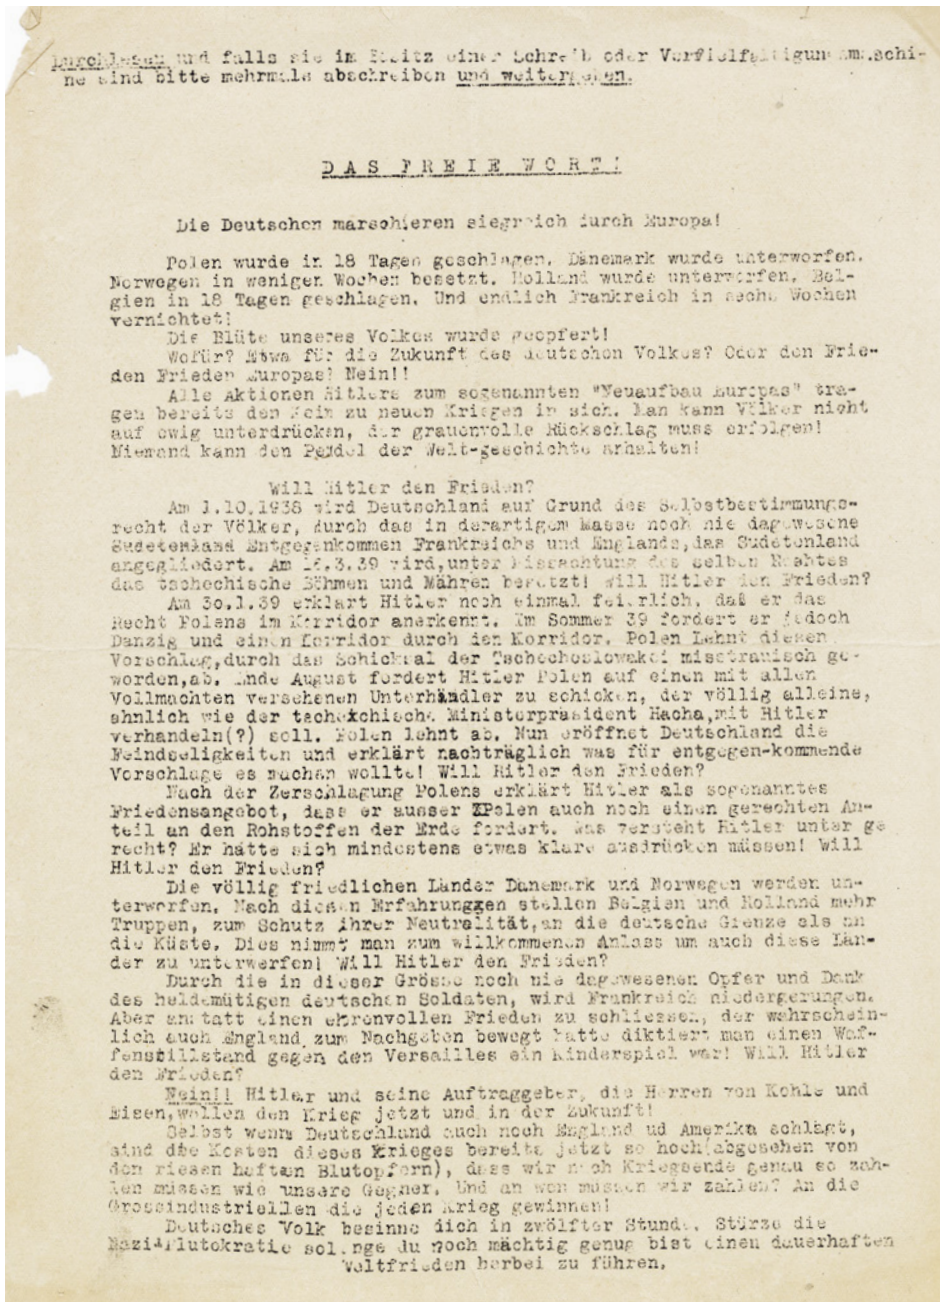 Durchlesen und falls sie im Besitz einer Schreib oder Vervielfältigungsmaschi-
ne sind bitte mehrmals abschreiben und weitergeben.
DAS FREIE WORT!
Die Deutschen marschieren siegreich durch Europa!
Polen wurde in 18 Tagen geschlagen. Dänemark wurde unterworfen.
Norwegen in weniger Wochen besetzt. Holland wurde unterworfen. Bel-
gien in 18 Tagen geschlagen. Und endlich Frankreich in sechs Wochen
vernichtet!
Die Blüte unseres Volkes wurde geopfert!
Wofür? Etwa für die Zukunft des deutschen Volkes? Oder den Frie-
den Frieden Europas? Nein!!
Alle Aktionen Hitlers zum sogenannten "Neuaufbau Europas" tra-
gen bereits den Keim zu neuen Kriegen in sich. Man kann Völker nicht
auf ewig unterdrücken, der grauenvolle Rückschlag muss erfolgen!
Niemand kann den Pendel der Welt-geschichte anhalten!
Will Hitler den Frieden?
Am 1.10.1938 wird Deutschland auf Grund des Selbstbestimmungs-
recht der Völker, durch das in derartigem Masse noch nie dagewesene
Sudetenland Entgegenkommen Frankreichs und Englands,das Sudetenland
angegliedert. Am 16.3.39 wird,unter Missachtung des selben Rechtes
das tschechische Böhmen und Mähren besetzt! Will Hitler den Frieden?
Am 30.1.39 erklärt Hitler noch einmal feierlich, daß er das
Recht Polens im Korridor anerkennt. Im Sommer 39 fordert er jedoch
Danzig und einen Korridor durch den Korridor. Polen Lehnt diesen
Vorschlag,durch das Schicksal der Tschechoslowakei misstrauisch ge-
worden,ab. Ende August fordert Hitler Polen auf einen mit allen
Vollmachten versehenen Unterhändler zu schicken, der völlig alleine,
ähnlich wie der tschexchische Ministerpräsident Hacha,mit Hitler
verhandeln(?) soll. Polen lehnt ab. Nun eröffnet Deutschland die
Feindseligkeiten und erklärt nachträglich was für entgegen-kommende
Vorschläge es machen wollte! Will Hitler den Frieden?
Nach der Zerschlagung Polens erklärt Hitler als sogenanntes
Friedensangebot, dass er ausser ZPolen auch noch einen gerechten An-
teil an den Rohstoffen der Erde fordert. Was versteht Hitler unter ge
recht? Er hätte sich mindestens etwas klare ausdrücken müssen! Will
Hitler den Frieden?
Die völlig friedlichen Länder Dänemark und Norwegen werden un-
terworfen. Nach diesen Erfahrunggen stellen Belgien und Holland mehr
Truppen, zum Schutz ihrer Neutralität,an die deutsche Grenze als an
die Küste. Dies nimmt man zum willkommenen Anlass um auch diese Län-
der zu unterwerfen! Will Hitler den Frieden?
Durch die in dieser Grösse noch nie dagewesenen Opfer und Dank
des heldemütigen deutschen Soldaten, wird Frankreich niedergerungen.
Aber anstatt einen ehrenvollen Frieden zu schliessen, der wahrschein-
lich auch England zum Nachgeben bewegt hätte diktiert man einen Waf-
fenstillstand gegen den Versailles ein Kinderspiel war! Will Hitler
den Frieden?
Nein!! Hitler und seine Auftraggeber, die Herren von Kohle und
Eisen,wollen den Krieg jetzt und in der Zukunft!
Selbst wenn Deutschland auch noch England ud Amerika schlägt,
sind die Kosten dieses Krieges bereits jetzt so hoch(abgesehen von
den riesen haften Blutopfern), dass wir nach Kriegsende genau so zah-
len müssen wie unsere Gegner. Und an wen müssen wir zahlen? An die
Grossindustriellen die jeden Krieg gewinnen!
Deutsches Volk besinne dich in zwölfter Stunde. Stürze die
Nazi-Plutokratie solange du noch mächtig genug bist einen dauerhaften
Weltfrieden herbei zu führen.